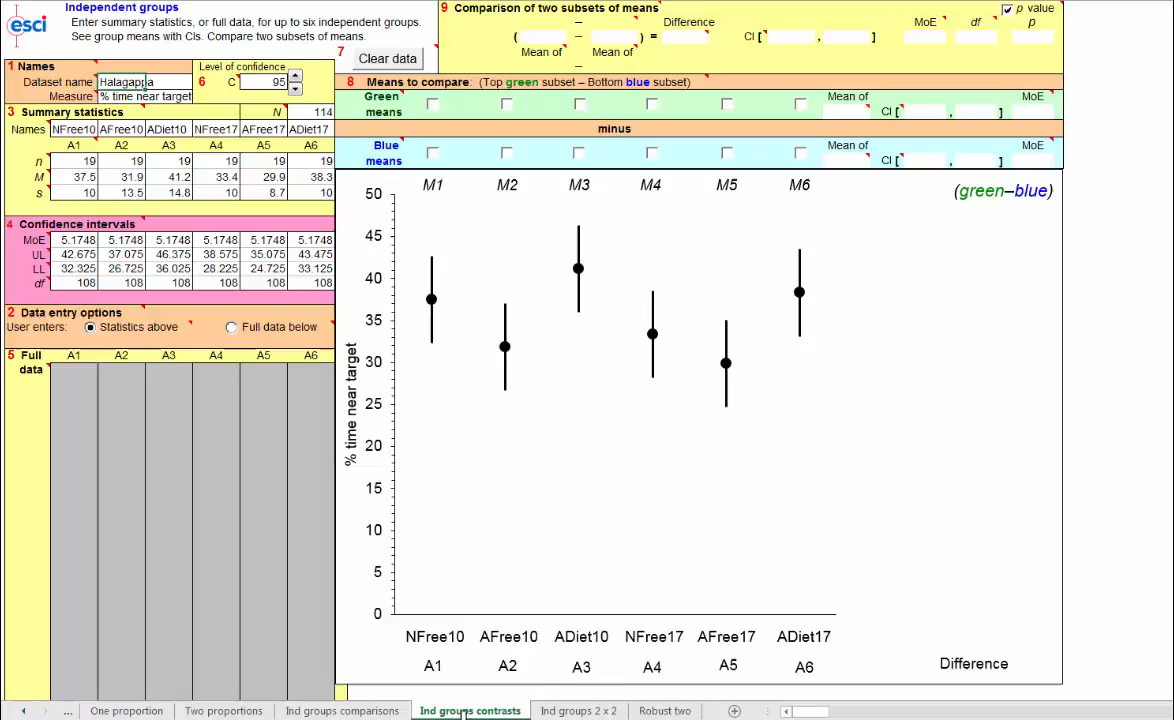 esci
Independent groups
Enter summary statistics, or full data, for up to six independent groups.
See group means with CIs. Compare two subsets of means.
9 Comparison of two subsets of means
p value
– Difference MoE df p
( – ) = CI [ , ]
Mean of Mean of
–
7 Clear data
1 Names
Dataset name Halagappa
Measure % time near target
Level of confidence
6 C 95
8 Means to compare: (Top green subset – Bottom blue subset)
Green means
Mean of CI [ , ] MoE
minus
Blue means
Mean of CI [ , ] MoE
3 Summary statistics N 114
Names NFree10 AFree10 ADiet10 NFree17 AFree17 ADiet17
A1 A2 A3 A4 A5 A6
n 19 19 19 19 19 19
M 37.5 31.9 41.2 33.4 29.9 38.3
s 10 13.5 14.8 10 8.7 10
4 Confidence intervals
MoE 5.1748 5.1748 5.1748 5.1748 5.1748 5.1748
UL 42.675 37.075 46.375 38.575 35.075 43.475
LL 32.325 26.725 36.025 28.225 24.725 33.125
df 108 108 108 108 108 108
2 Data entry options
User enters: Statistics above Full data below
5 Full data A1 A2 A3 A4 A5 A6
M1 M2 M3 M4 M5 M6
(green–blue)
50
45
40
35
30
25
20
15
10
5
0
% time near target
NFree10 AFree10 ADiet10 NFree17 AFree17 ADiet17
A1 A2 A3 A4 A5 A6
Difference
... One proportion Two proportions Ind groups comparisons Ind groups contrasts Ind groups 2 x 2 Robust two